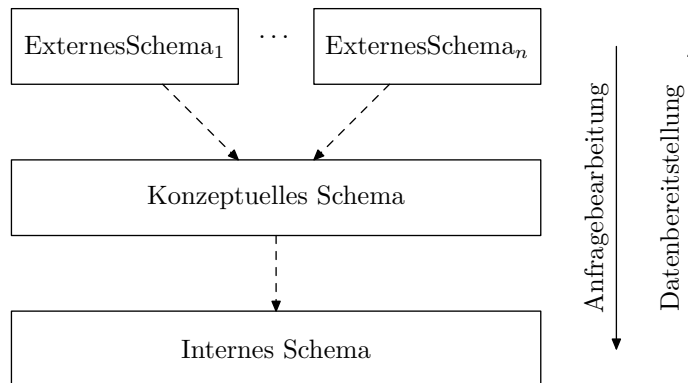 ExternesSchema₁ ... ExternesSchemaₙ
Konzeptuelles Schema
Internes Schema
Anfragebearbeitung
Datenbereitstellung